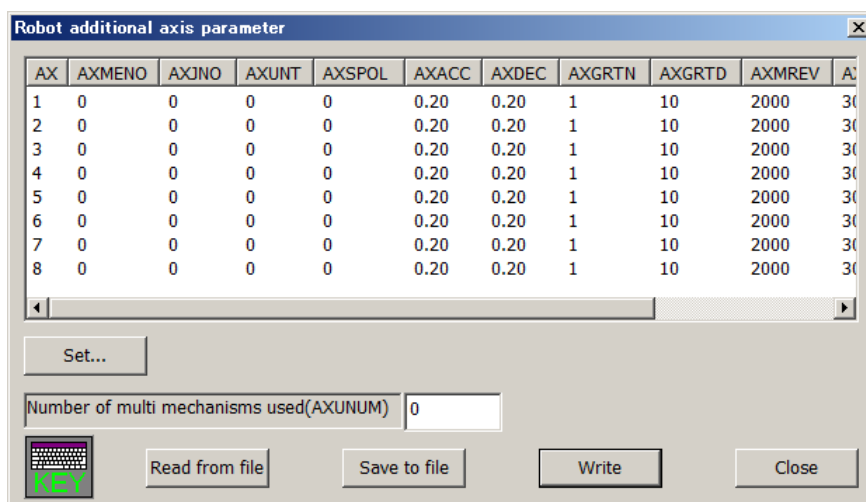 Robot additional axis parameter
AX AXMENO AXJNO AXUNT AXSPOL AXACC AXDEC AXGRTN AXGRTD AXMREV
1 0 0 0 0 0.20 0.20 1 10 2000
2 0 0 0 0 0.20 0.20 1 10 2000
3 0 0 0 0 0.20 0.20 1 10 2000
4 0 0 0 0 0.20 0.20 1 10 2000
5 0 0 0 0 0.20 0.20 1 10 2000
6 0 0 0 0 0.20 0.20 1 10 2000
7 0 0 0 0 0.20 0.20 1 10 2000
8 0 0 0 0 0.20 0.20 1 10 2000
Set...
Number of multi mechanisms used(AXUNUM) 0
KEY Read from file Save to file Write Close